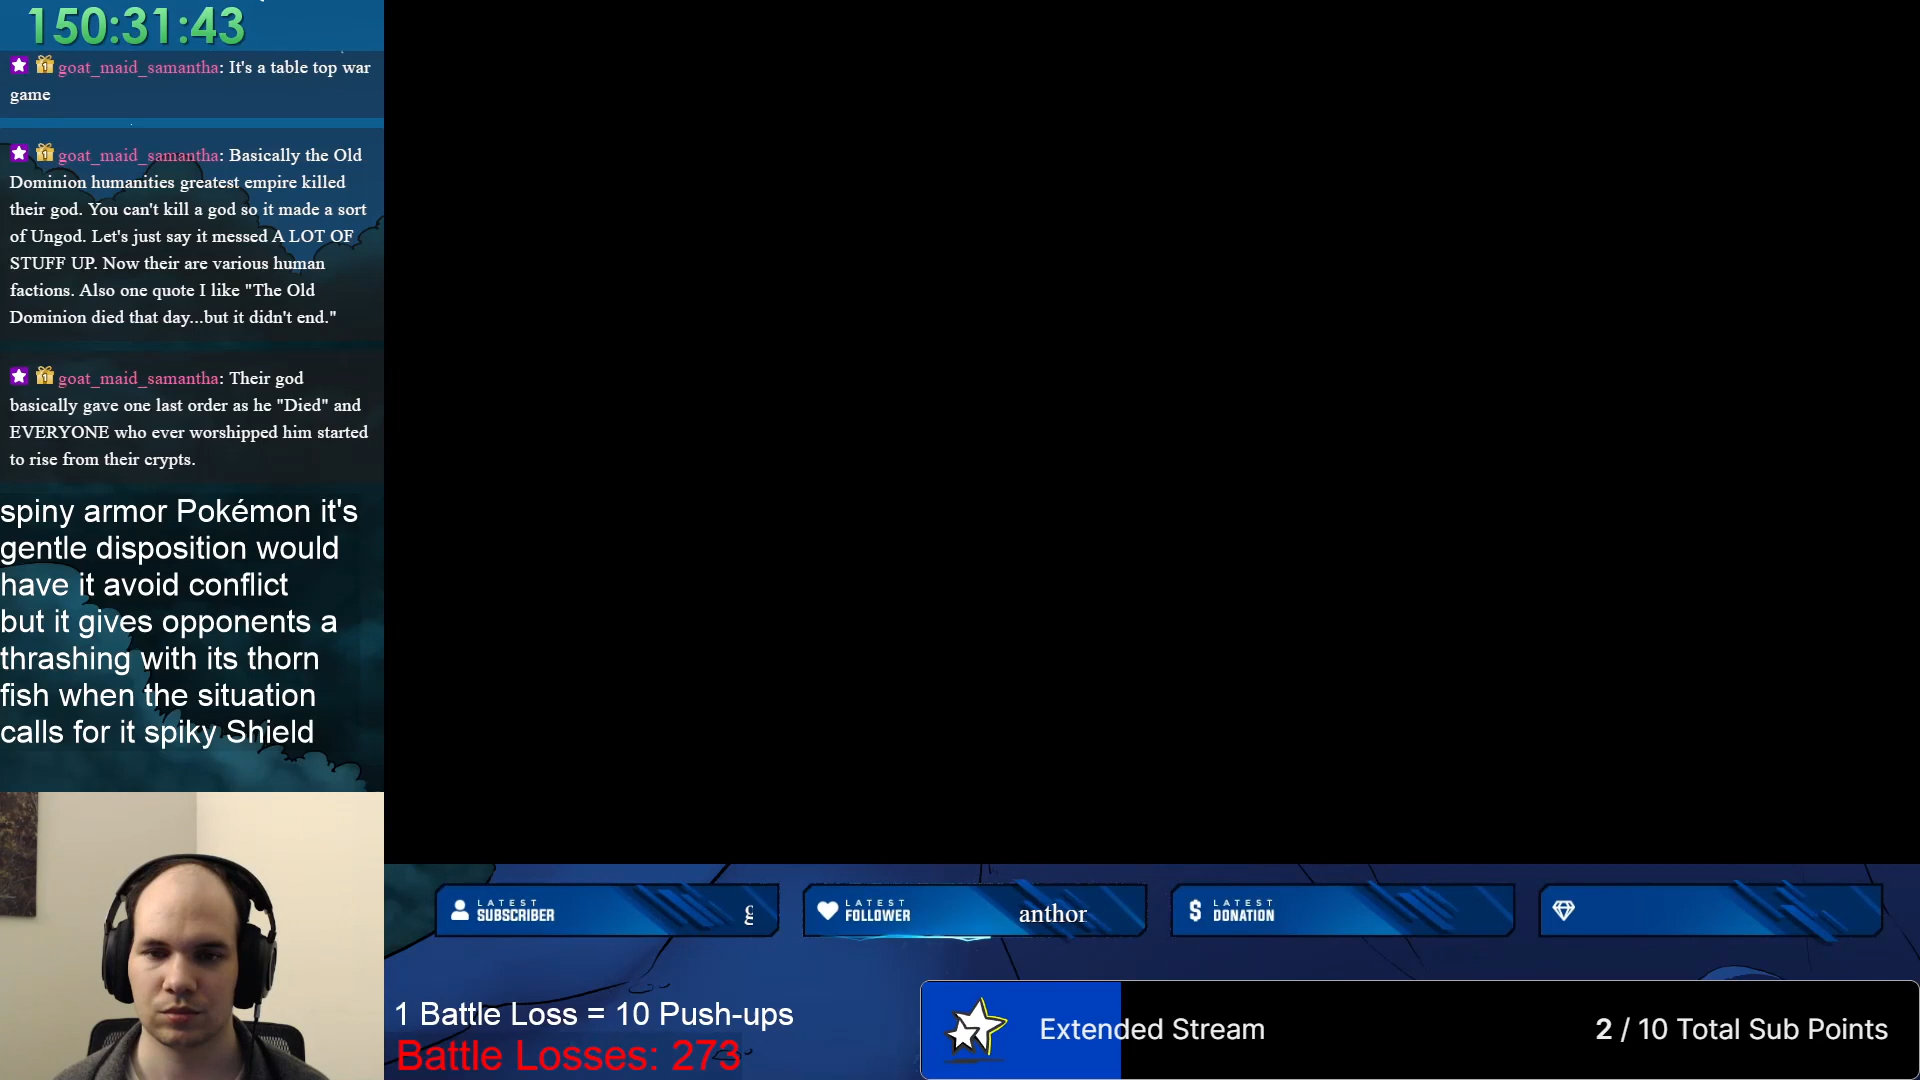 150:31:43
goat_maid_samantha: It's a table top war
game
goat_maid_samantha: Basically the Old
Dominion humanities greatest empire killed
their god. You can't kill a god so it made a sort
of Ungod. Let's just say it messed A LOT OF
STUFF UP. Now their are various human
factions. Also one quote I like "The Old
Dominion died that day...but it didn't end."
goat_maid_samantha: Their god
basically gave one last order as he "Died" and
EVERYONE who ever worshipped him started
to rise from their crypts.
spiny armor Pokémon it's
gentle disposition would
have it avoid conflict
but it gives opponents a
thrashing with its thorn
fish when the situation
calls for it spiky Shield
LATEST
SUBSCRIBER
LATEST
FOLLOWER
anthor
LATEST
DONATION
1 Battle Loss = 10 Push-ups
Battle Losses: 273
Extended Stream
2 / 10 Total Sub Points